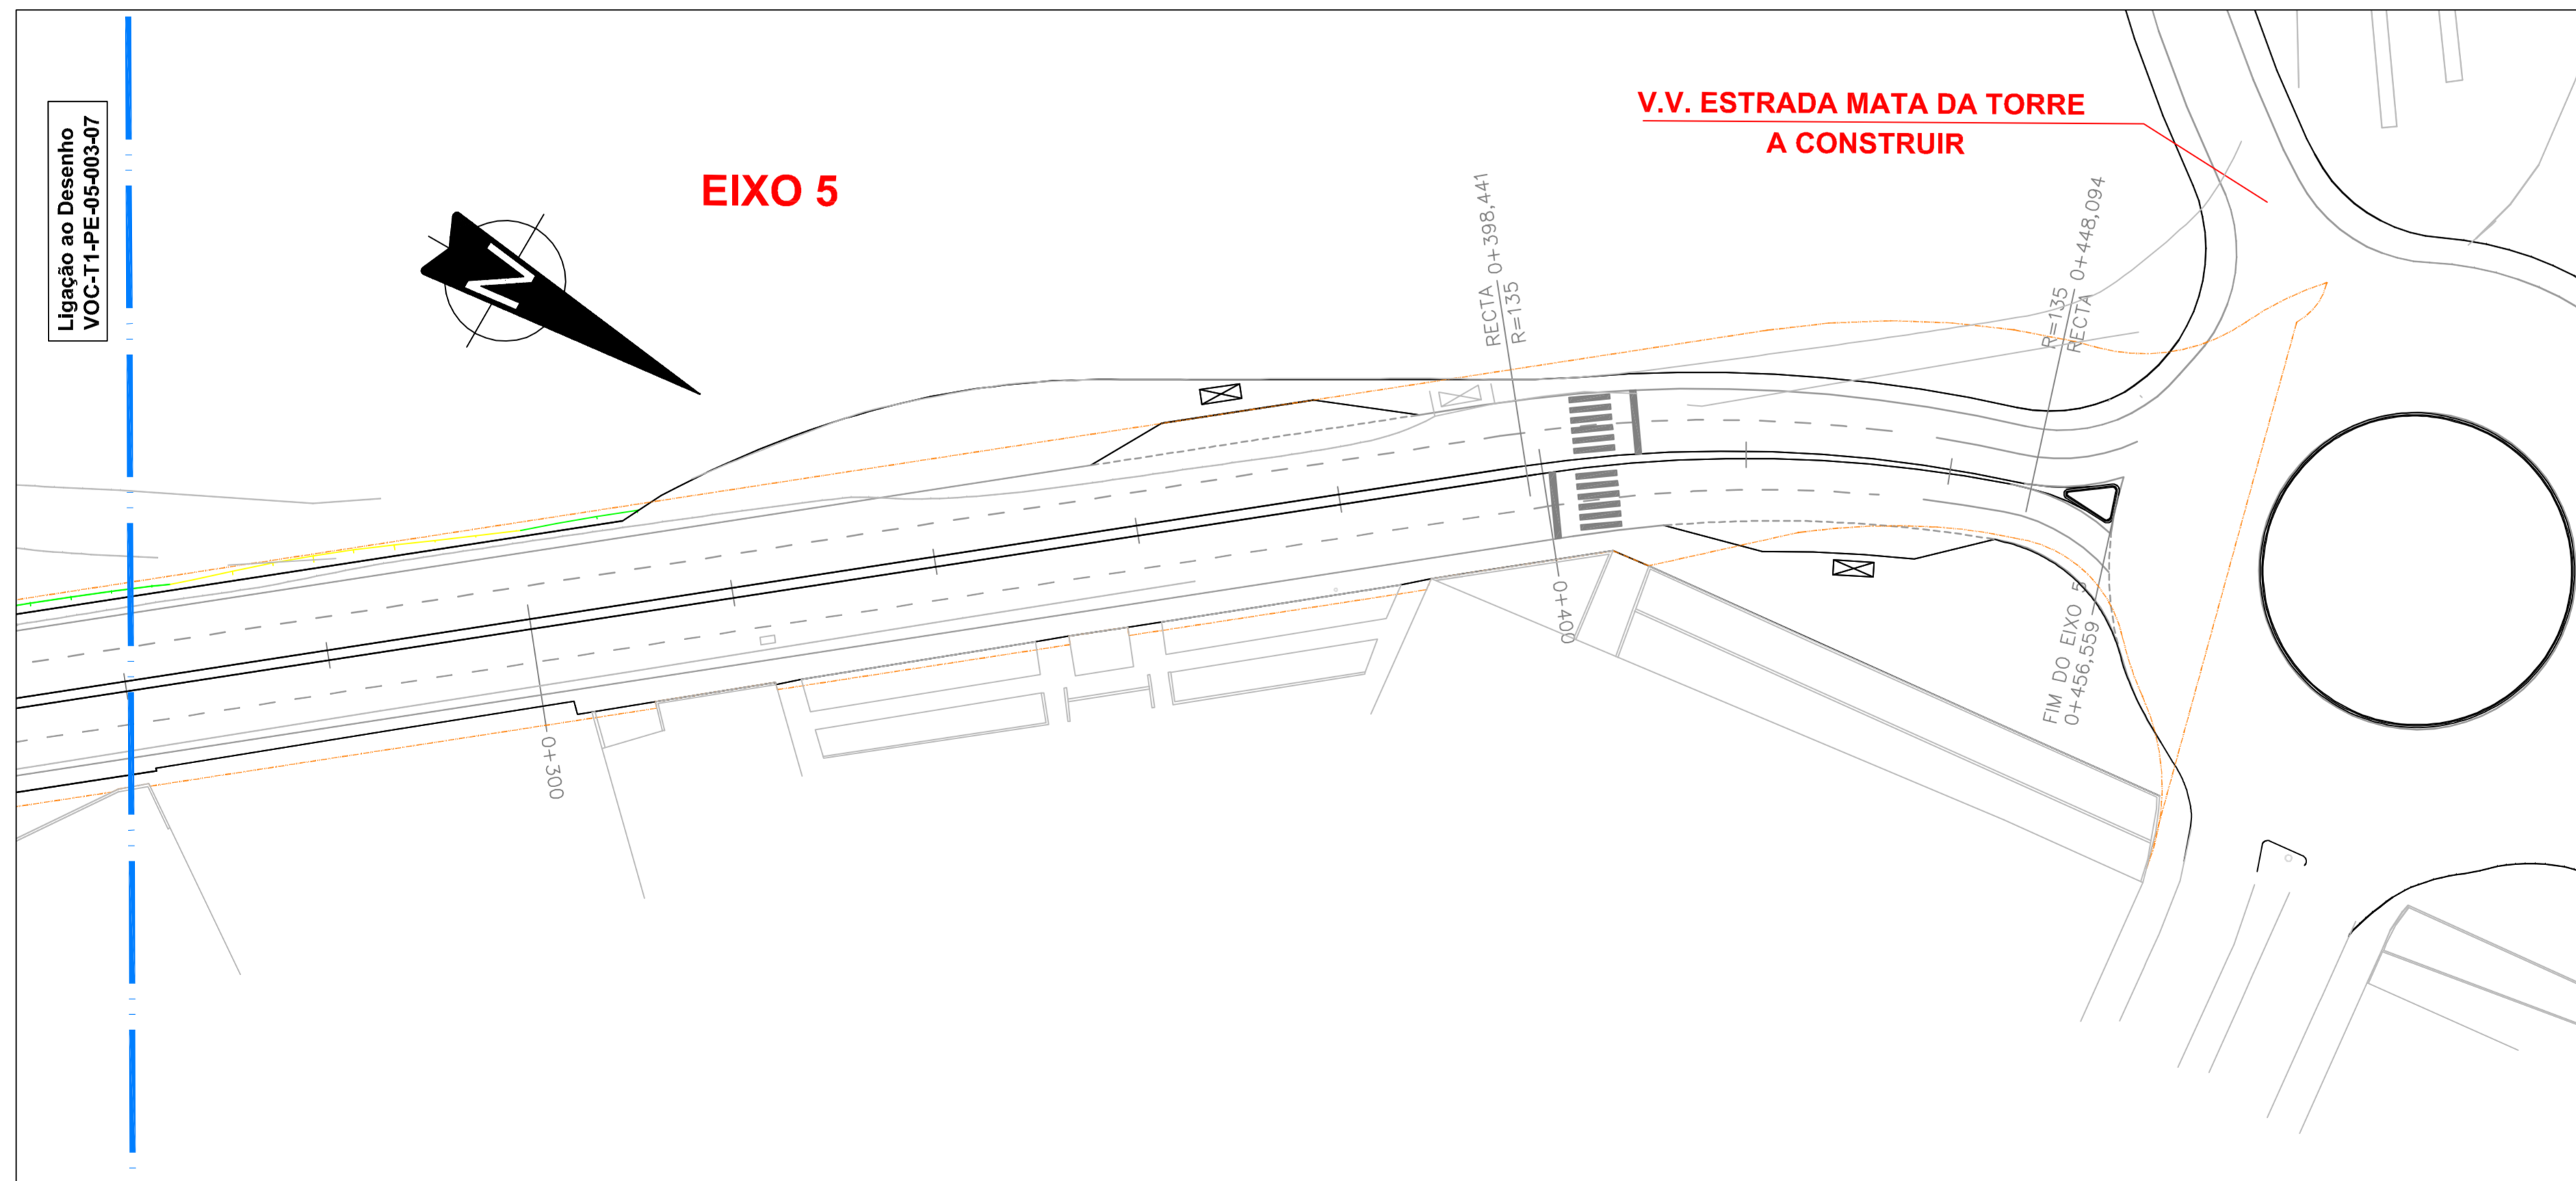 Ligação ao Desenho
VOC-T1-PE-05-003-07
EIXO 5
V.V. ESTRADA MATA DA TORRE
A CONSTRUIR
N
RECTA 0+398,441
R=135
R=135 0+448,094
RECTA
0+300
0+400
FIM DO EIXO 5
0+456,559